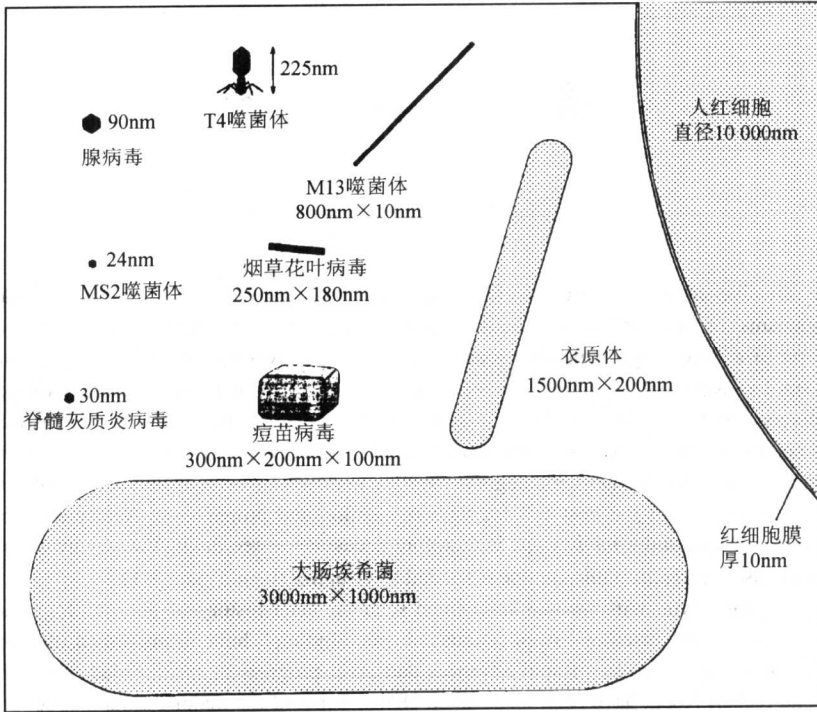 225nm
T4噬菌体
90nm
腺病毒
人红细胞
直径10 000nm
M13噬菌体
800nm×10nm
24nm
MS2噬菌体
烟草花叶病毒
250nm×180nm
衣原体
1500nm×200nm
30nm
脊髓灰质炎病毒
痘苗病毒
300nm×200nm×100nm
红细胞膜
厚10nm
大肠埃希菌
3000nm×1000nm